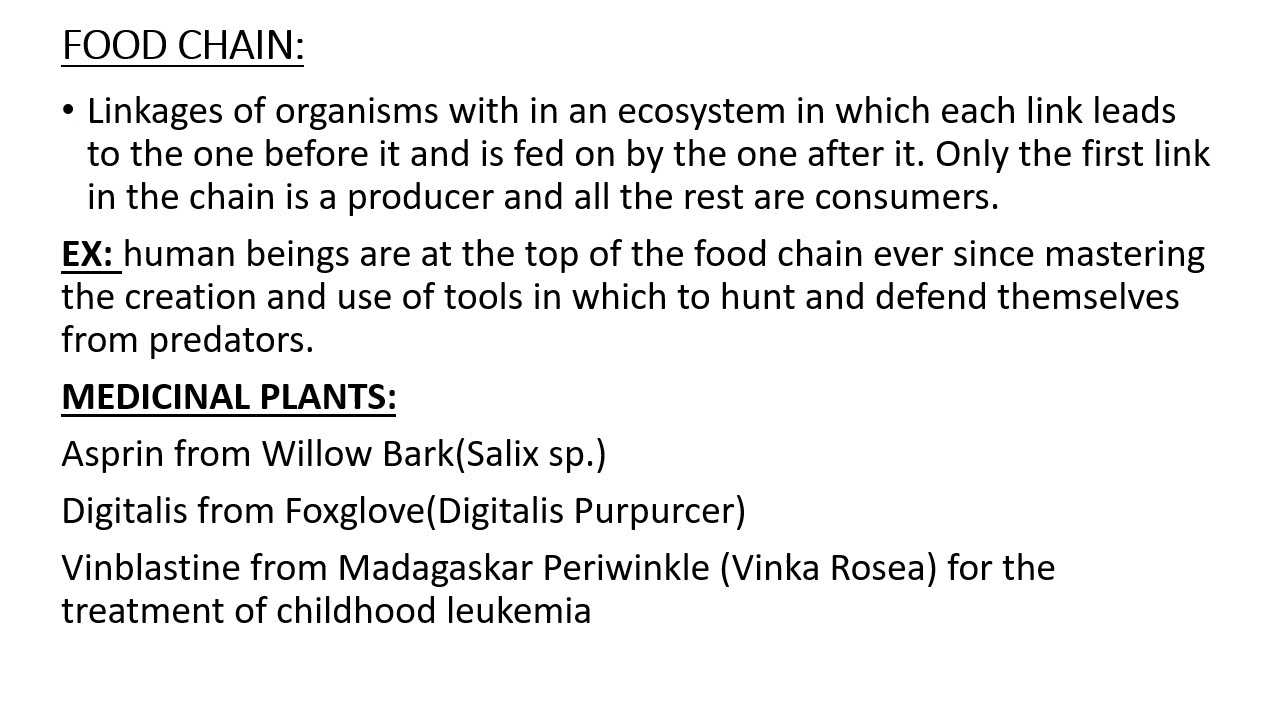 FOOD CHAIN:
• Linkages of organisms with in an ecosystem in which each link leads
to the one before it and is fed on by the one after it. Only the first link
in the chain is a producer and all the rest are consumers.
EX: human beings are at the top of the food chain ever since mastering
the creation and use of tools in which to hunt and defend themselves
from predators.
MEDICINAL PLANTS:
Asprin from Willow Bark(Salix sp.)
Digitalis from Foxglove(Digitalis Purpurcer)
Vinblastine from Madagaskar Periwinkle (Vinka Rosea) for the
treatment of childhood leukemia